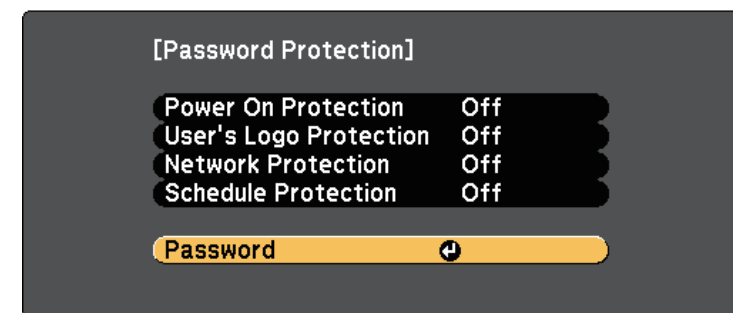 [Password Protection]
Power On Protection Off
User's Logo Protection Off
Network Protection Off
Schedule Protection Off
Password